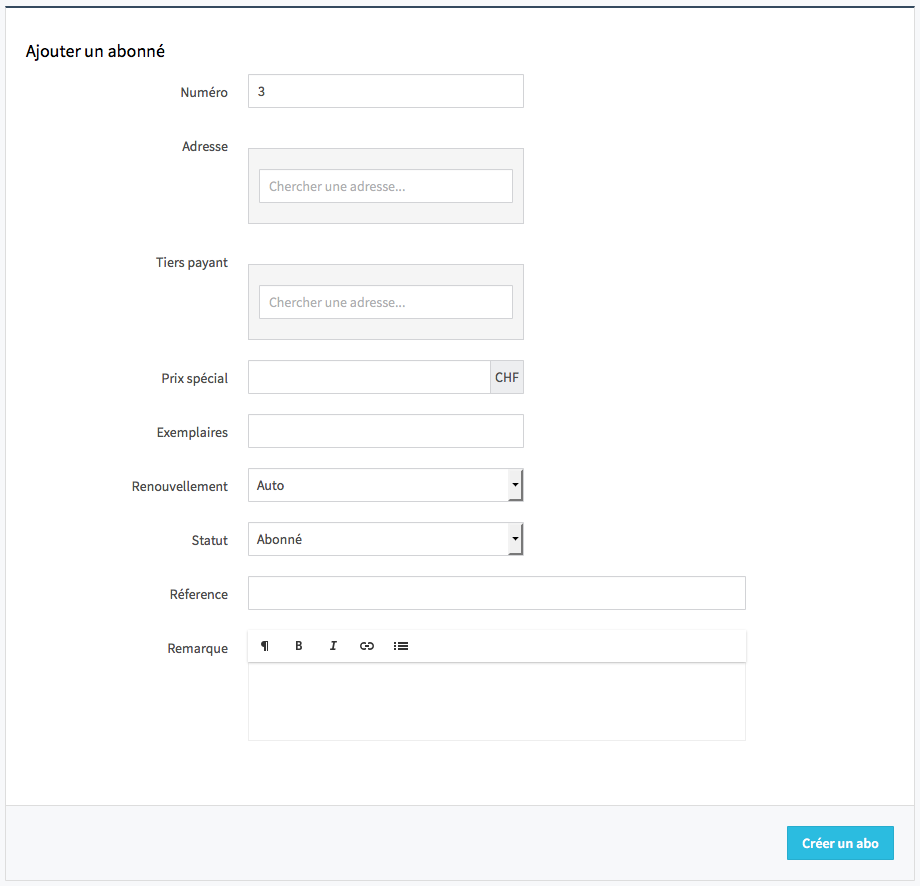 Ajouter un abonné
Numéro
3
Adresse
Chercher une adresse...
Tiers payant
Chercher une adresse...
Prix spécial
CHF
Exemplaires
Renouvellement
Auto
Statut
Abonné
Réference
Remarque
¶ B I
Créer un abo